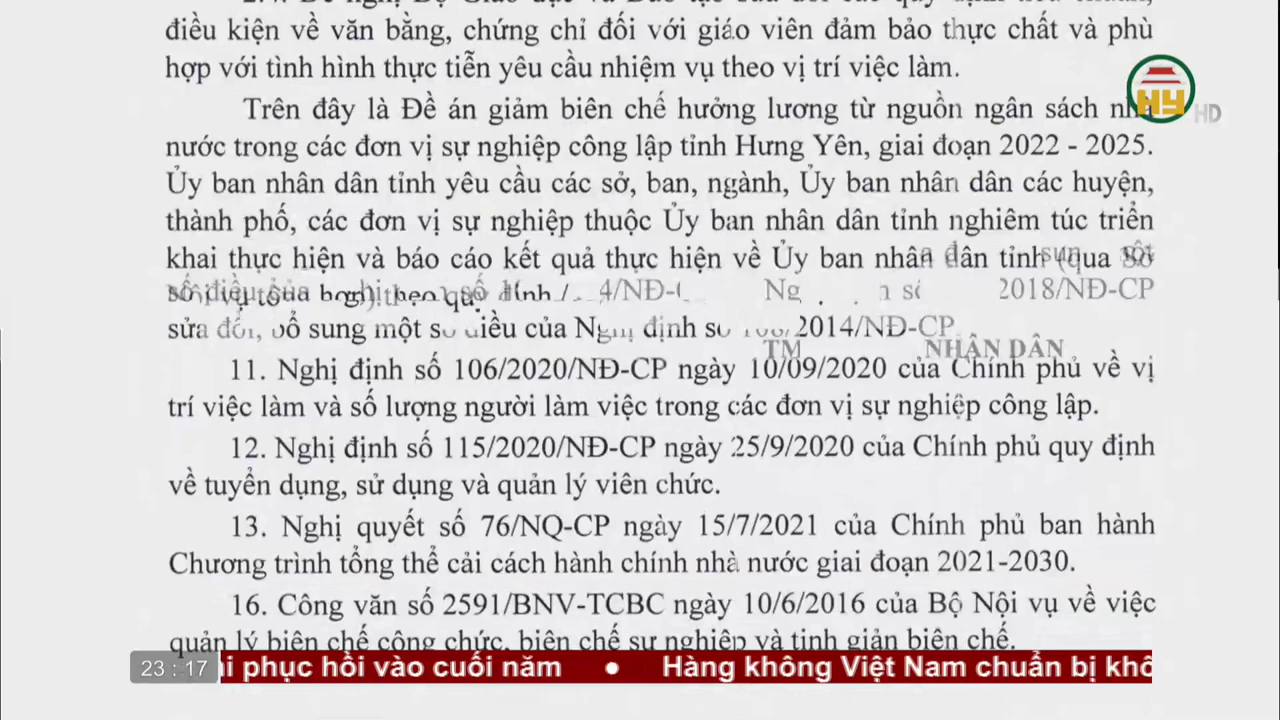 điều kiện về văn bằng, chứng chỉ đối với giáo viên đảm bảo thực chất và phù
hợp với tình hình thực tiễn yêu cầu nhiệm vụ theo vị trí việc làm.
Trên đây là Đề án giảm biên chế hưởng lương từ nguồn ngân sách nhà
HY HD
nước trong các đơn vị sự nghiệp công lập tỉnh Hưng Yên, giai đoạn 2022 - 2025.
Ủy ban nhân dân tỉnh yêu cầu các sở, ban, ngành, Ủy ban nhân dân các huyện,
thành phố, các đơn vị sự nghiệp thuộc Ủy ban nhân dân tỉnh nghiêm túc triển
khai thực hiện và báo cáo kết quả thực hiện về Ủy ban nhân dân tỉnh (qua Sở
2018/NĐ-CP
sửa đổi, bổ sung một số điều của Nghị định số 2014/NĐ-CP
TM NHÂN DÂN
11. Nghị định số 106/2020/NĐ-CP ngày 10/09/2020 của Chính phủ về vị
trí việc làm và số lượng người làm việc trong các đơn vị sự nghiệp công lập.
12. Nghị định số 115/2020/NĐ-CP ngày 25/9/2020 của Chính phủ quy định
về tuyển dụng, sử dụng và quản lý viên chức.
13. Nghị quyết số 76/NQ-CP ngày 15/7/2021 của Chính phủ ban hành
Chương trình tổng thể cải cách hành chính nhà nước giai đoạn 2021-2030.
16. Công văn số 2591/BNV-TCBC ngày 10/6/2016 của Bộ Nội vụ về việc
quản lý biên chế công chức, biên chế sự nghiệp và tinh giản biên chế.
23 : 17 phục hồi vào cuối năm • Hàng không Việt Nam chuẩn bị